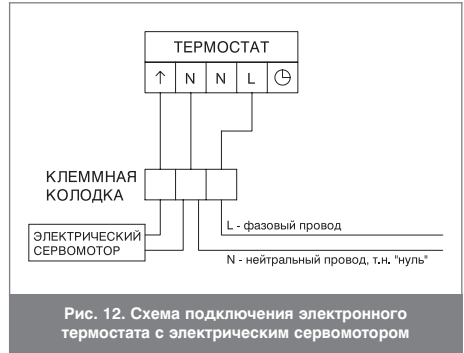 ТЕРМОСТАТ
↑ N N L
КЛЕММНАЯ
КОЛОДКА
ЭЛЕКТРИЧЕСКИЙ
СЕРВОМОТОР
L - фазовый провод
N - нейтральный провод, т.н. "нуль"
Рис. 12. Схема подключения электронного
термостата с электрическим сервомотором